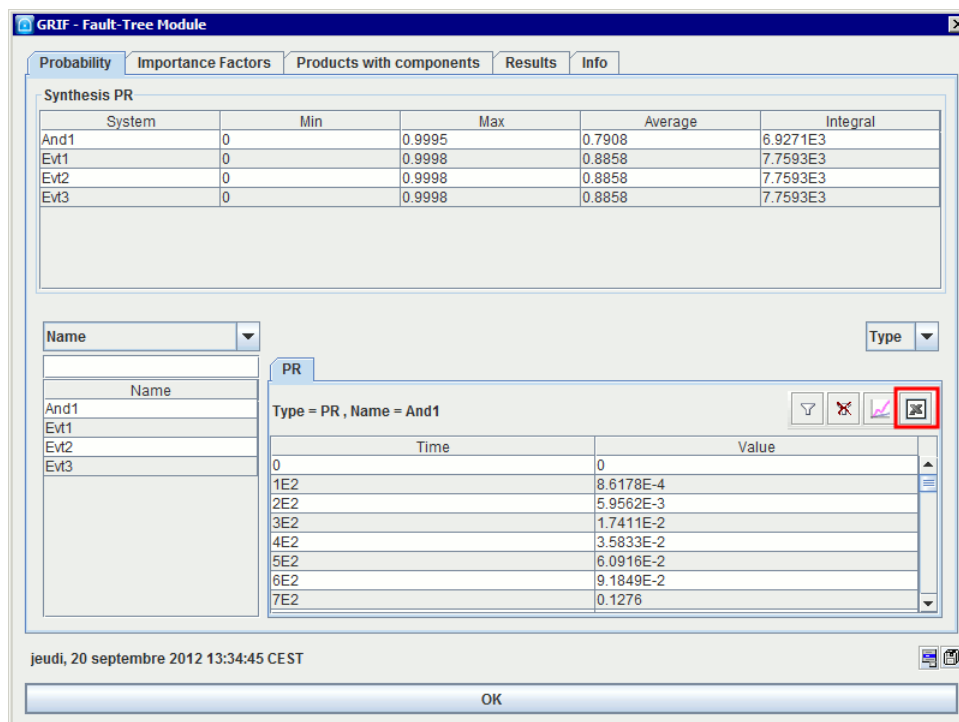 GRIF - Fault-Tree Module
Probability Importance Factors Products with components Results Info
Synthesis PR
System Min Max Average Integral
And1 0 0.9995 0.7908 6.9271E3
Evt1 0 0.9998 0.8858 7.7593E3
Evt2 0 0.9998 0.8858 7.7593E3
Evt3 0 0.9998 0.8858 7.7593E3
Name Type
PR
Name
And1
Evt1
Evt2
Evt3
Type = PR , Name = And1
Time Value
0 0
1E2 8.6178E-4
2E2 5.9562E-3
3E2 1.7411E-2
4E2 3.5833E-2
5E2 6.0916E-2
6E2 9.1849E-2
7E2 0.1276
jeudi, 20 septembre 2012 13:34:45 CEST
OK